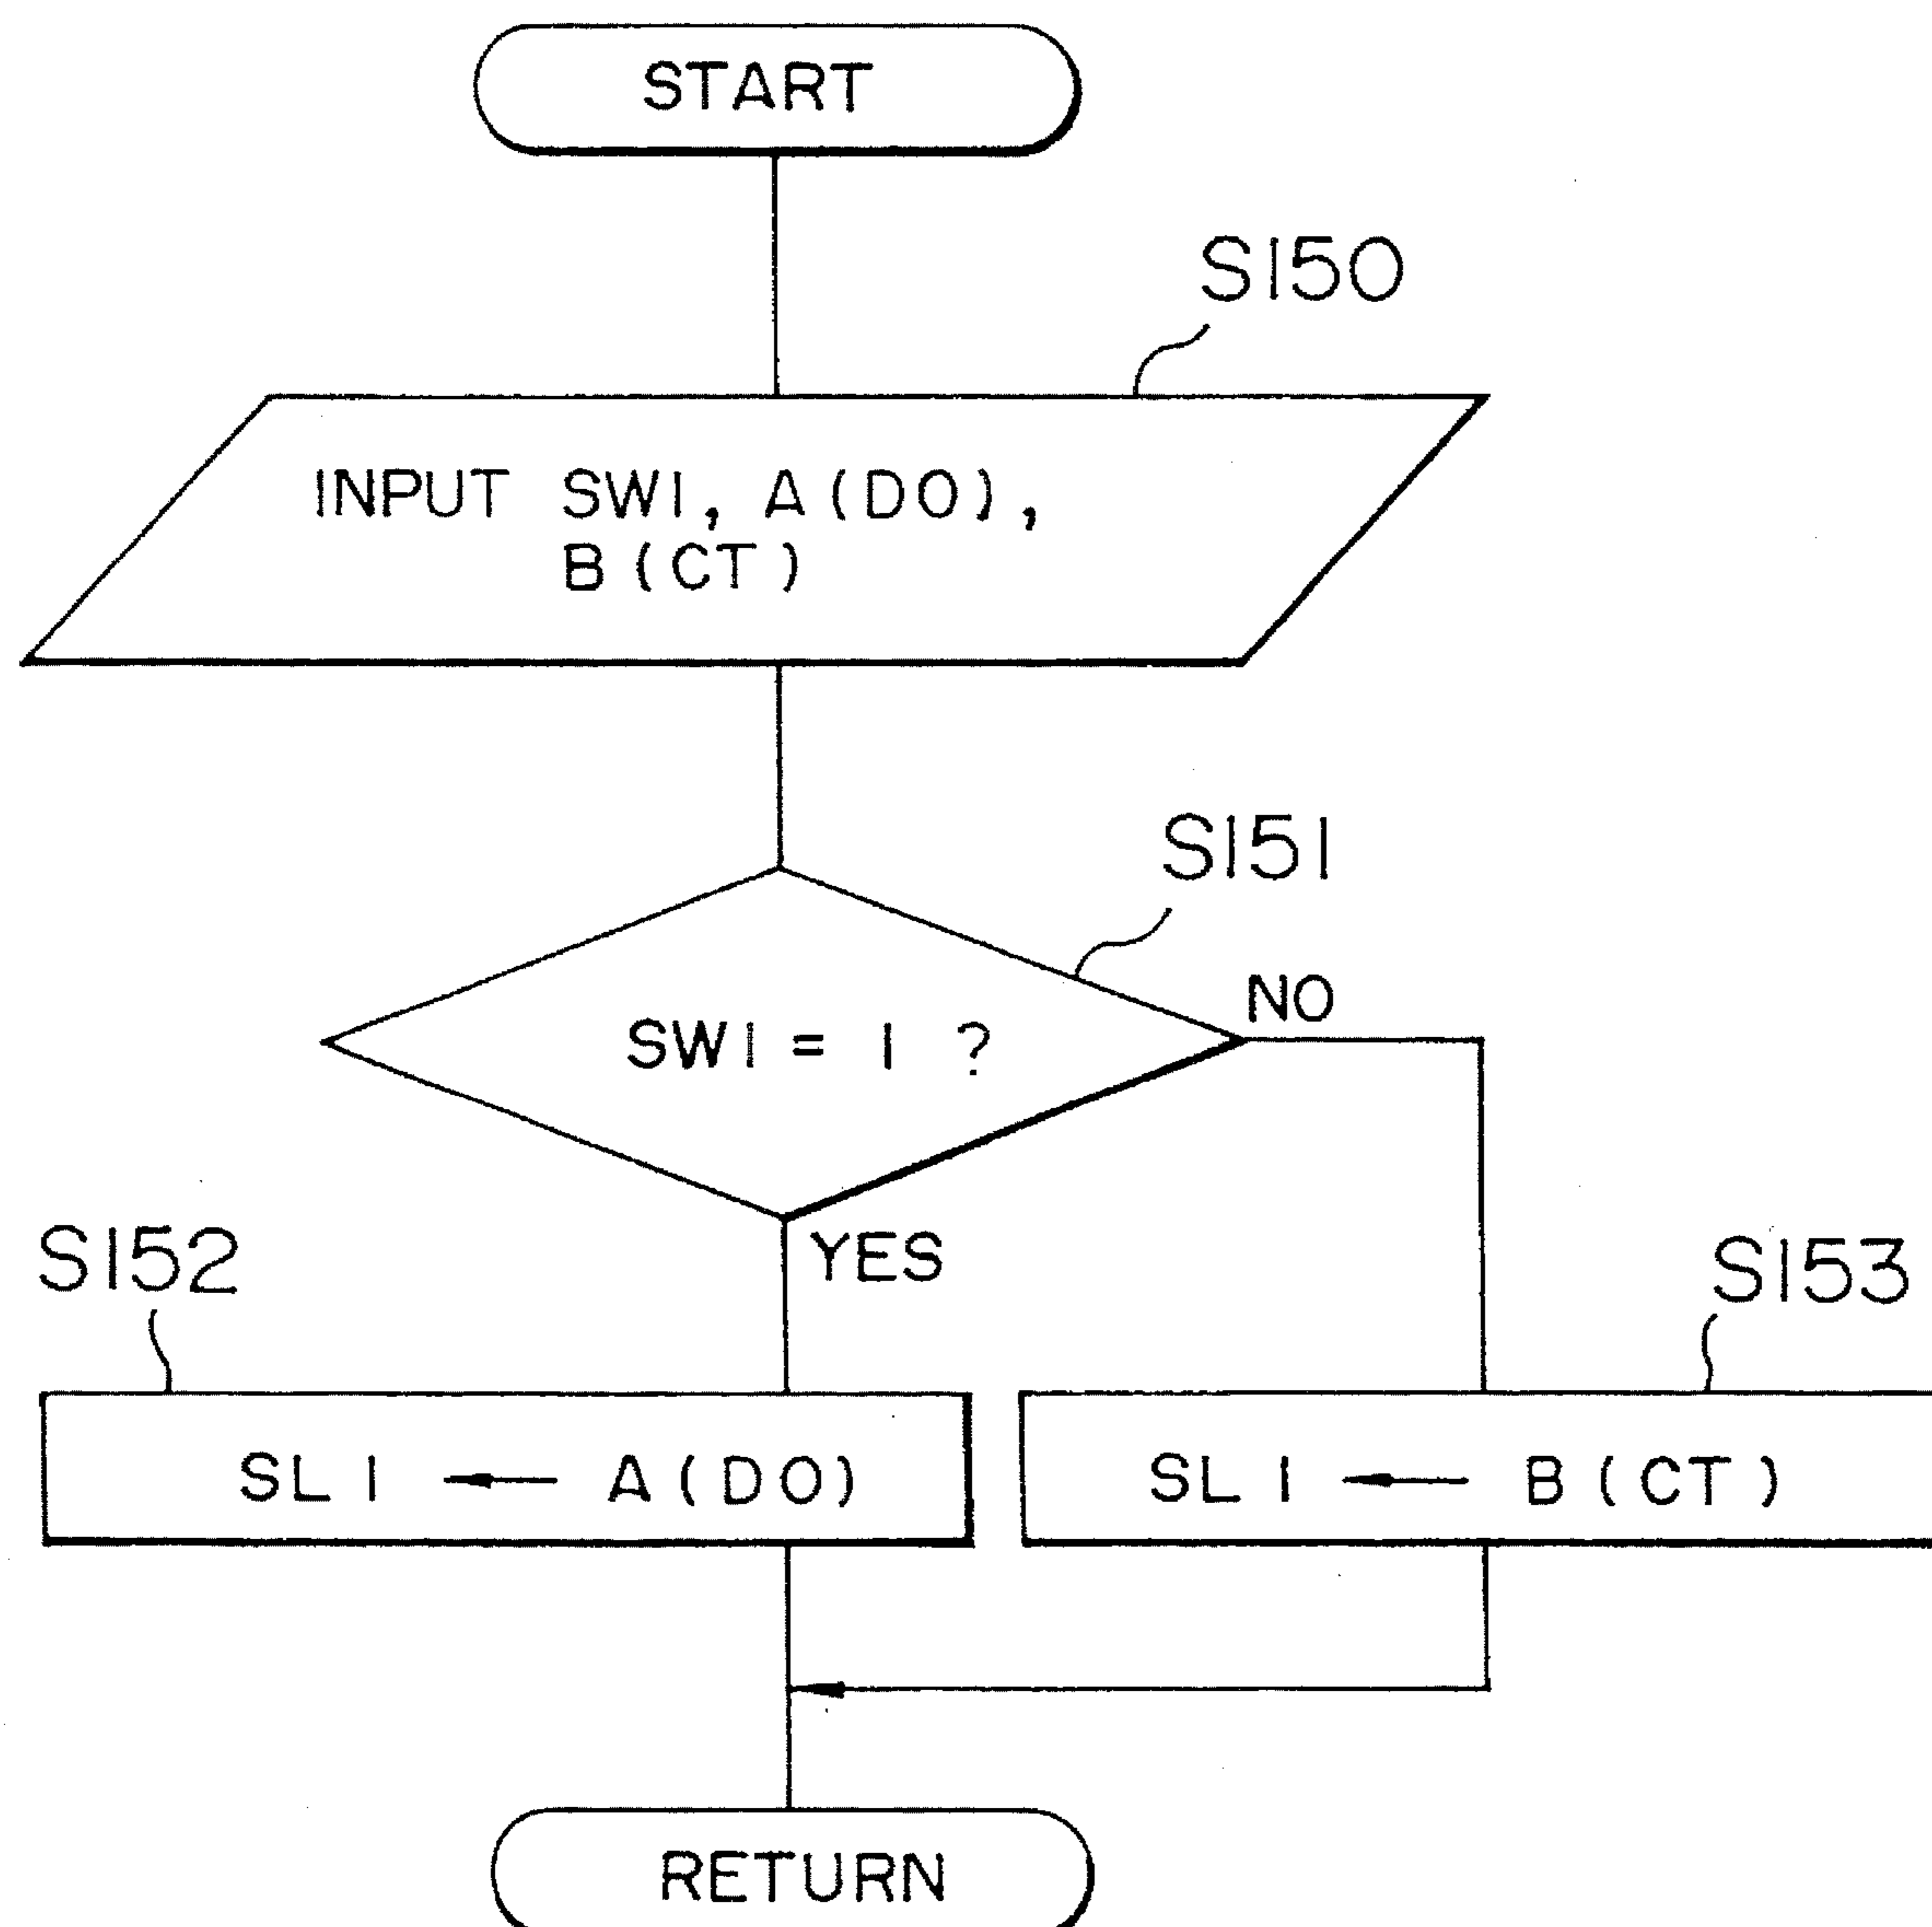 START
S150
INPUT SW1, A(DO),
B(CT)
S151
SW1 = 1 ?
NO
YES
S152
S153
SL1 ← A(DO)
SL1 ← B(CT)
RETURN